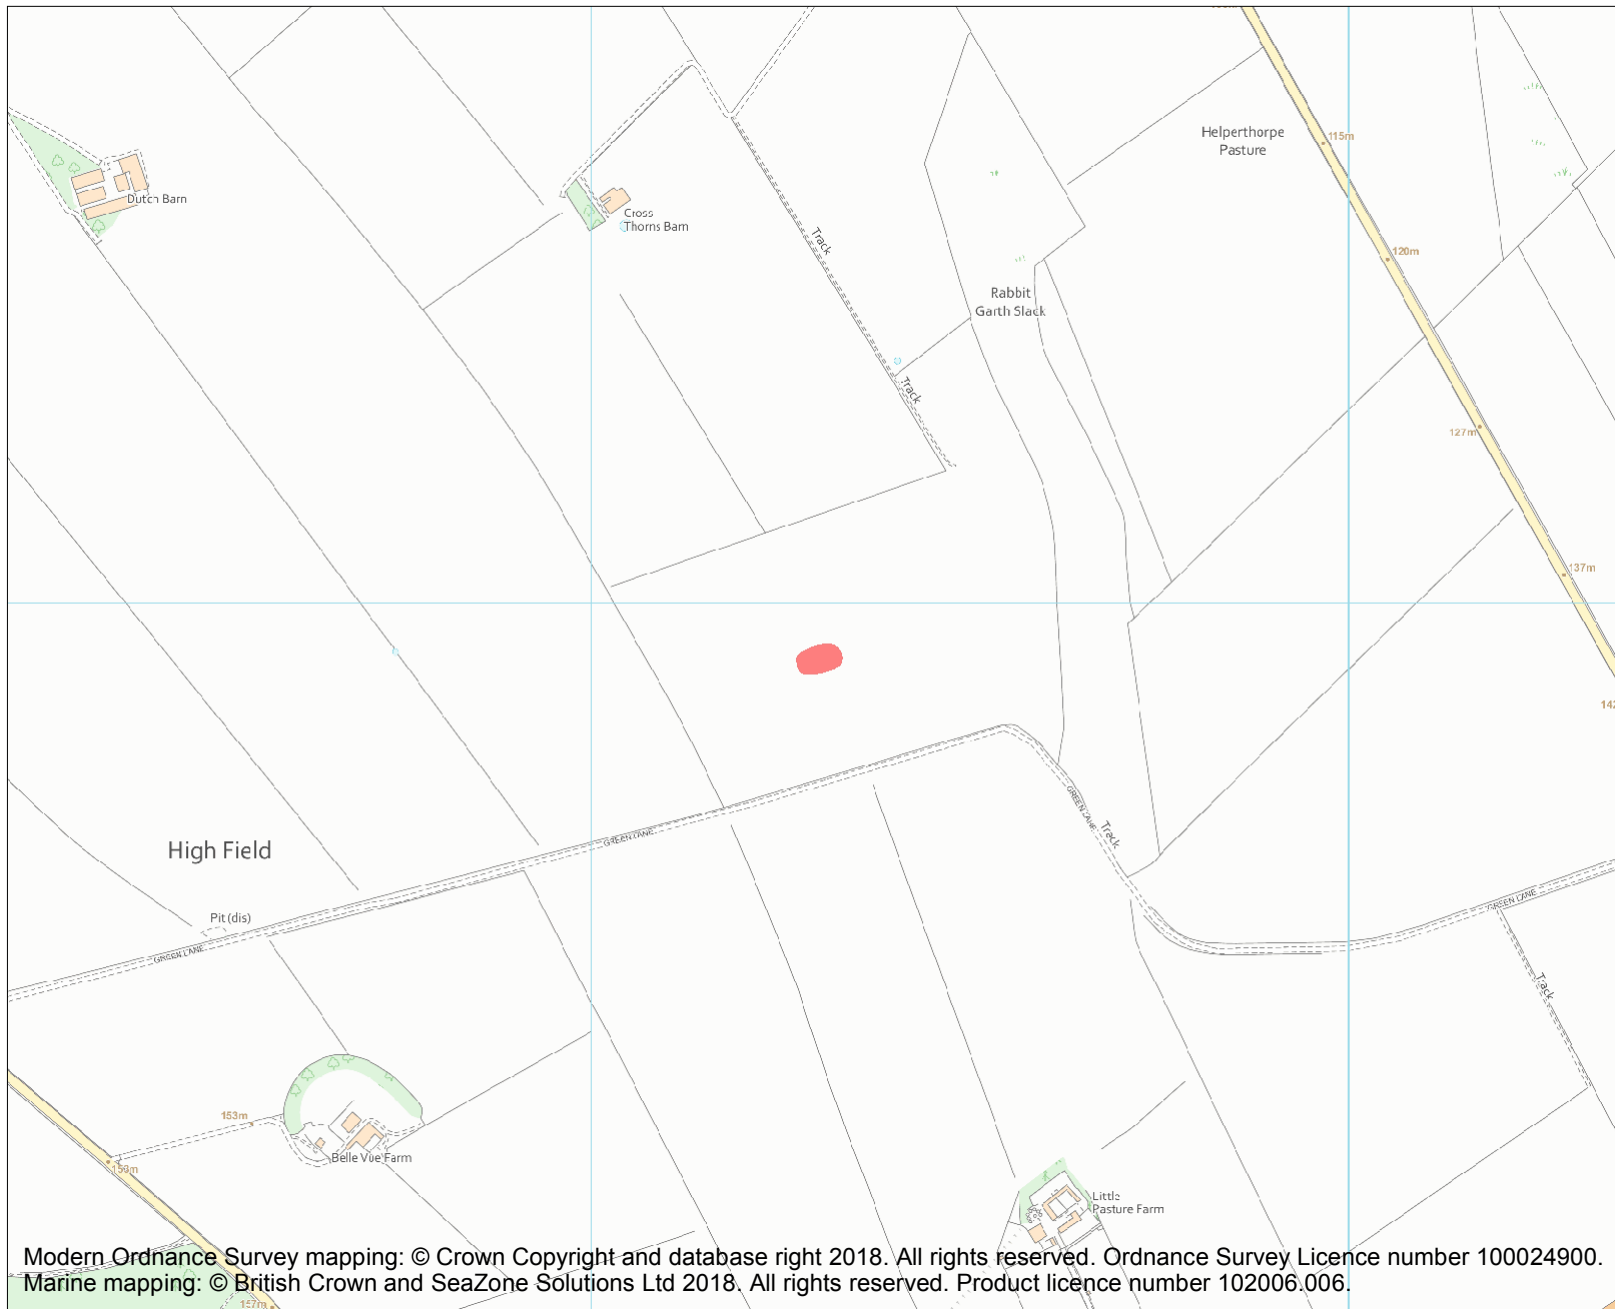 115m
Helperthorpe
Pasture
Dutch Barn
Cross
Thorns Barn
Track
120m
Rabbit
Garth Slack
Track
127m
137m
142
GREEN LANE
Track
GREEN LANE
High Field
GREEN LANE
Pit (dis)
GREEN LANE
Track
153m
Belle Vue Farm
153m
Little
Pasture Farm
Modern Ordnance Survey mapping: © Crown Copyright and database right 2018. All rights reserved. Ordnance Survey Licence number 100024900.
Marine mapping: © British Crown and SeaZone Solutions Ltd 2018. All rights reserved. Product licence number 102006.006.
157m